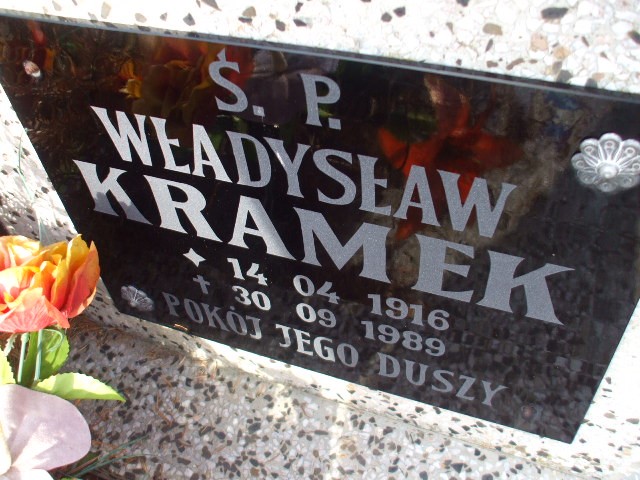 Ś. P.
WŁADYSŁAW
KRAMEK
✦ 14 04 1916
✝ 30 09 1989
POKÓJ JEGO DUSZY